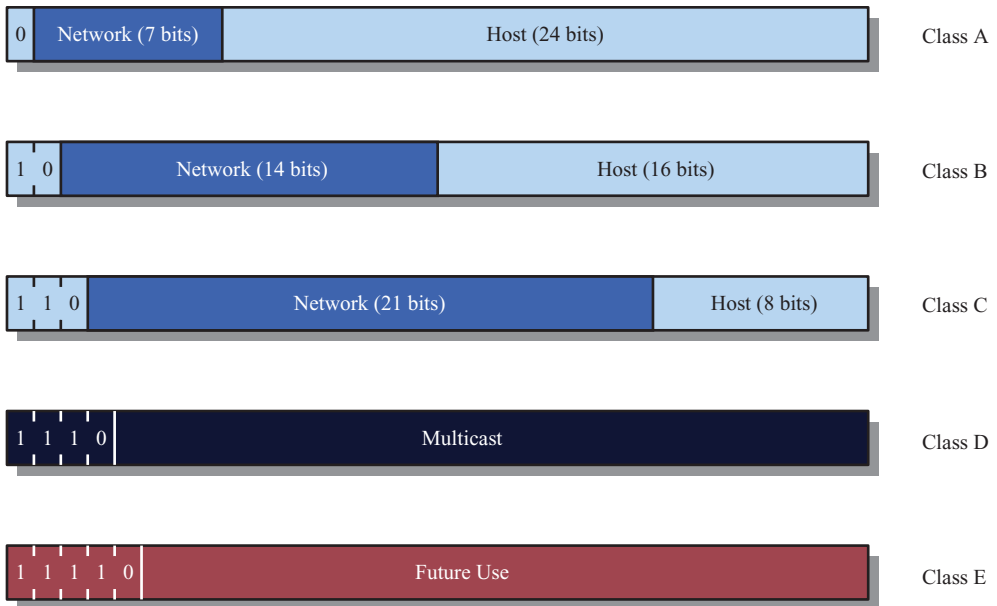 0 Network (7 bits) Host (24 bits) Class A
1 0 Network (14 bits) Host (16 bits) Class B
1 1 0 Network (21 bits) Host (8 bits) Class C
1 1 1 0 Multicast Class D
1 1 1 1 0 Future Use Class E